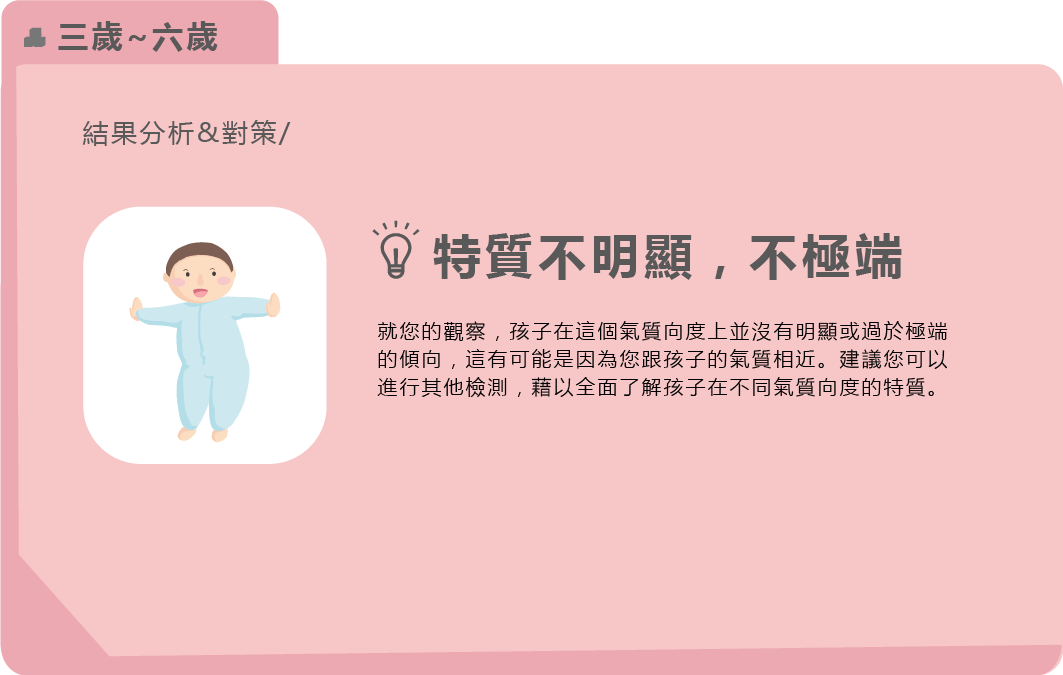 三歲~六歲
結果分析&對策/
特質不明顯，不極端
就您的觀察，孩子在這個氣質向度上並沒有明顯或過於極端
的傾向，這有可能是因為您跟孩子的氣質相近。建議您可以
進行其他檢測，藉以全面了解孩子在不同氣質向度的特質。